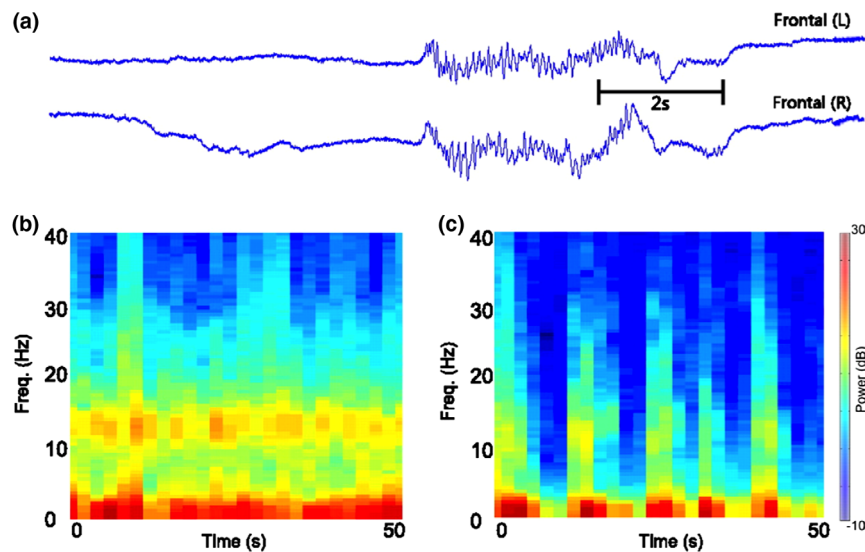 (a)
Frontal (L)
2s
Frontal (R)
(b)
40
30
20
10
0
Freq. (Hz)
0
50
Time (s)
(c)
40
30
20
10
0
Freq. (Hz)
0
50
Time (s)
30
-10
Power (dB)